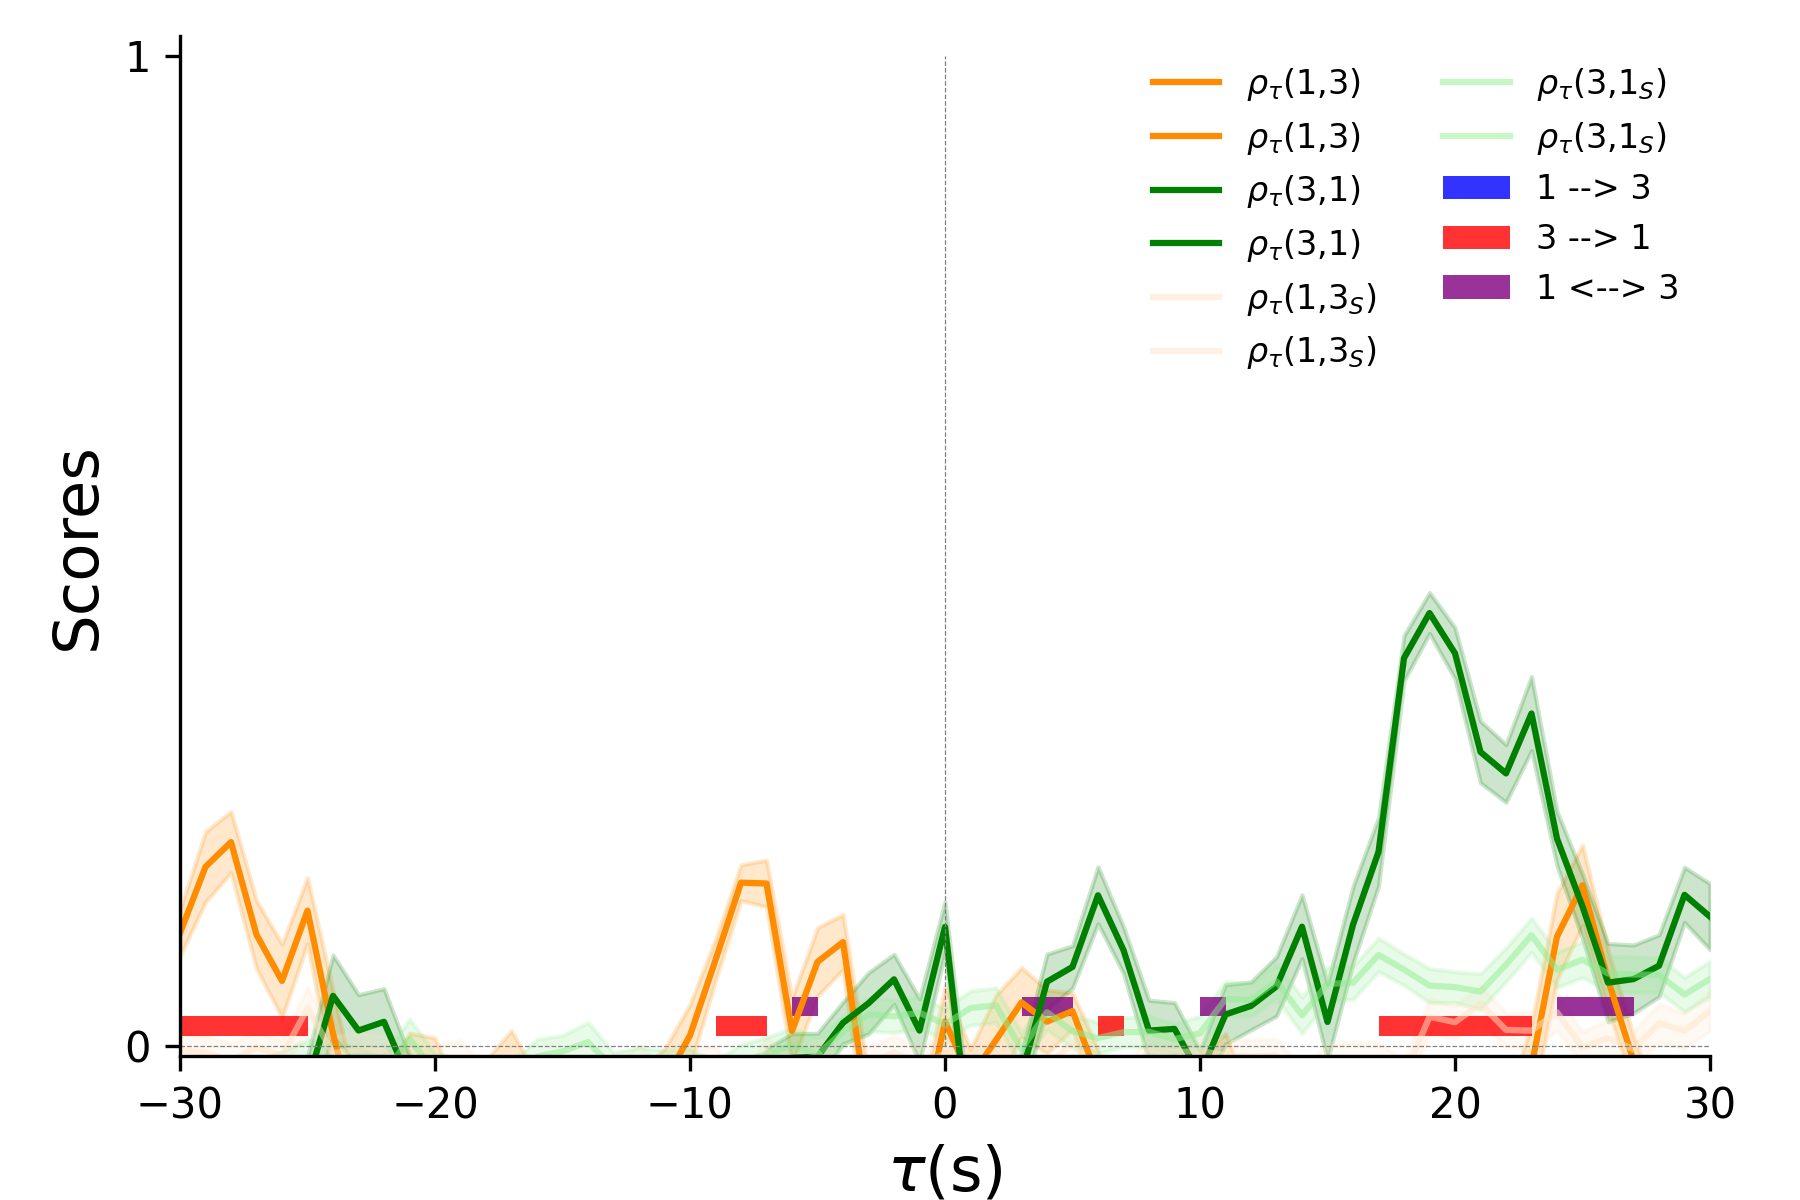 1
ρτ(1,3)
ρτ(1,3)
ρτ(3,1)
ρτ(3,1)
ρτ(1,3S)
ρτ(1,3S)
ρτ(3,1S)
ρτ(3,1S)
1 --> 3
3 --> 1
1 <--> 3
Scores
0
−30 −20 −10 0 10 20 30
τ(s)